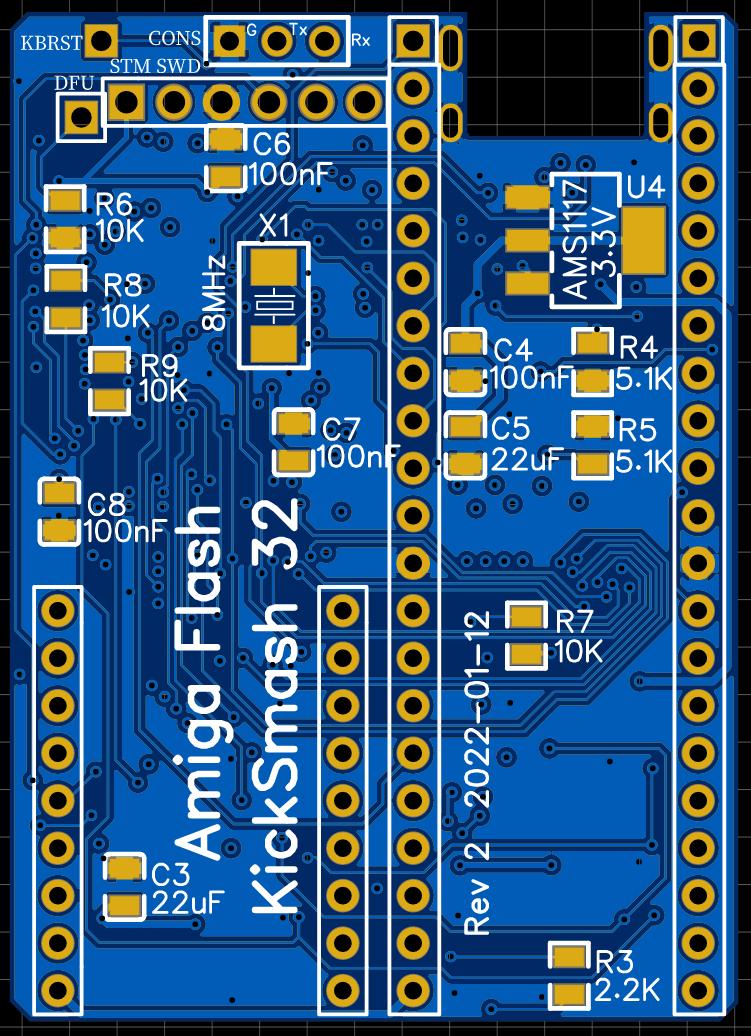 KBRST
CONS
G
Tx
Rx
STM SWD
DFU
C6
100nF
R6
10K
X1
8MHz
R8
10K
R9
10K
AMS1117
3.3V
U4
C4
100nF
R4
5.1K
C5
22uF
R5
5.1K
C7
100nF
C8
100nF
Amiga Flash
KickSmash 32
R7
10K
Rev 2 2022-01-12
C3
22uF
R3
2.2K